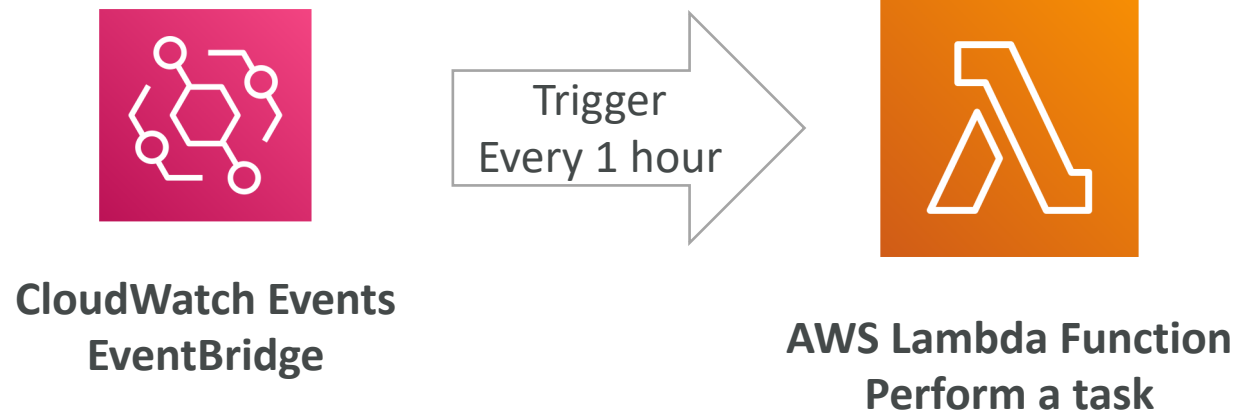 Trigger
Every 1 hour
CloudWatch Events
EventBridge
AWS Lambda Function
Perform a task